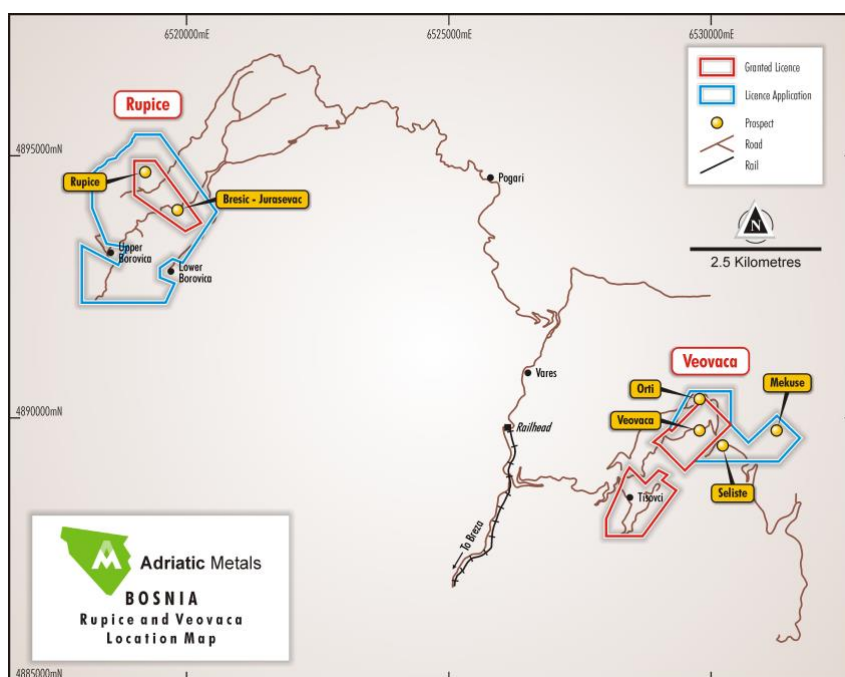 6520000mE
6525000mE
6530000mE
4895000mN
4890000mN
4885000mN
Rupice
Rupice
Bresic - Jurasevac
Upper
Borovica
Lower
Borovica
Pogari
Vares
Railhead
To Breza
Veovaca
Orti
Veovaca
Mekuse
Seliste
Tisovci
Granted Licence
Licence Application
Prospect
Road
Rail
N
2.5 Kilometres
Adriatic Metals
BOSNIA
Rupice and Veovaca
Location Map